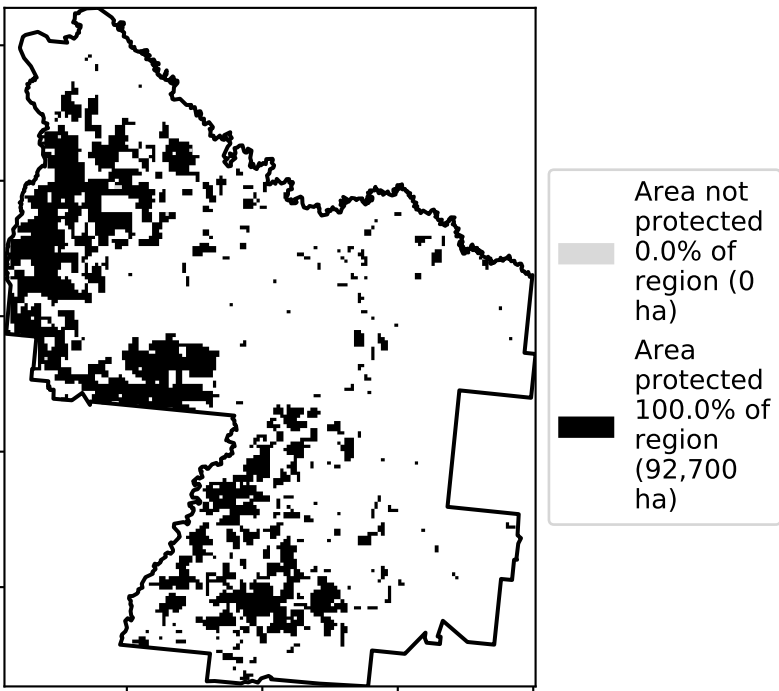 Area not
protected
0.0% of
region (0
ha)
Area
protected
100.0% of
region
(92,700
ha)